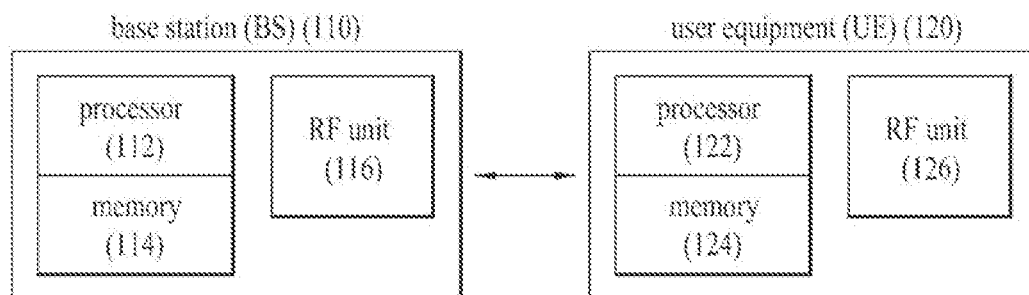 base station (BS) (110)
processor
(112)
memory
(114)
RF unit
(116)
user equipment (UE) (120)
processor
(122)
memory
(124)
RF unit
(126)